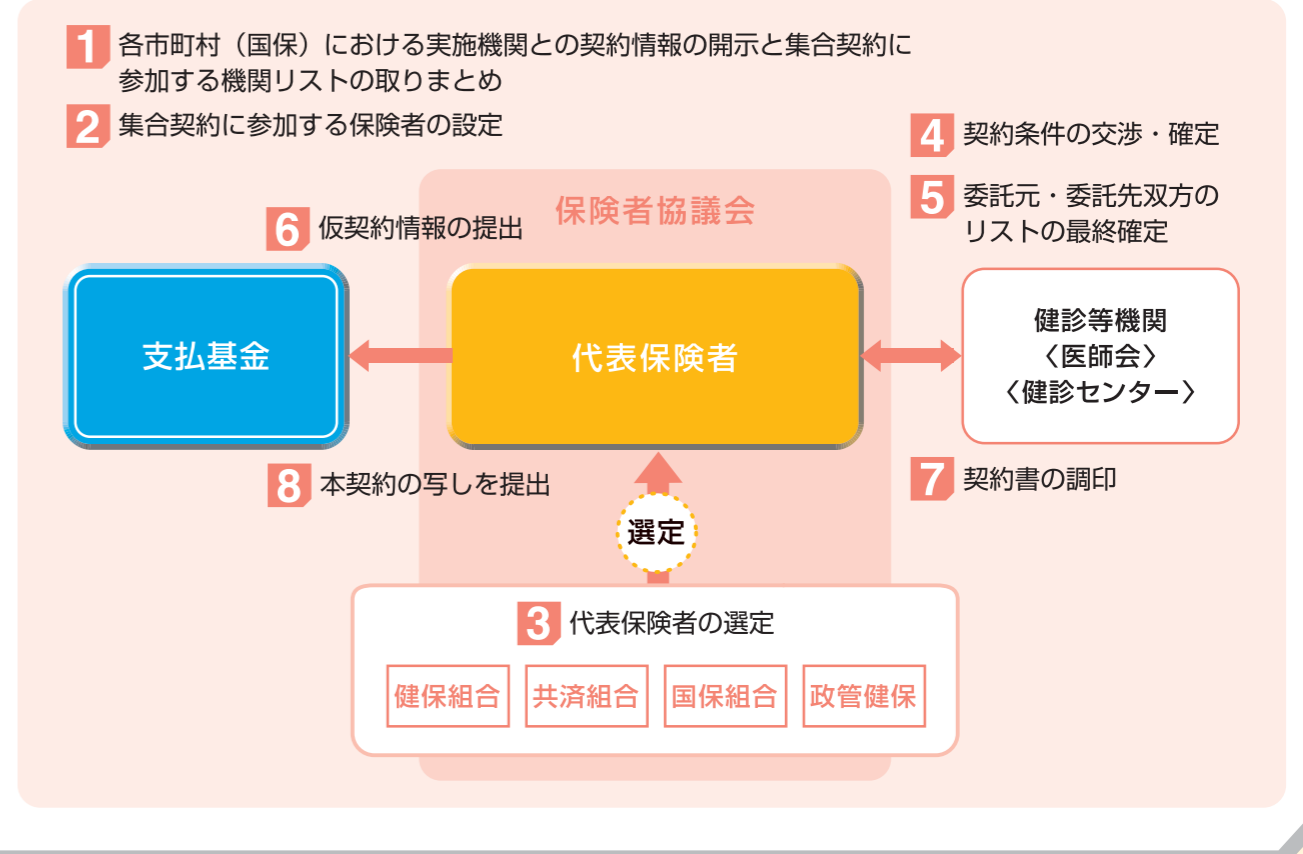 1 各市町村（国保）における実施機関との契約情報の開示と集合契約に
参加する機関リストの取りまとめ
2 集合契約に参加する保険者の設定
4 契約条件の交渉・確定
5 委託元・委託先双方の
リストの最終確定
保険者協議会
6 仮契約情報の提出
支払基金
代表保険者
健診等機関
〈医師会〉
〈健診センター〉
8 本契約の写しを提出
7 契約書の調印
選定
3 代表保険者の選定
健保組合
共済組合
国保組合
政管健保